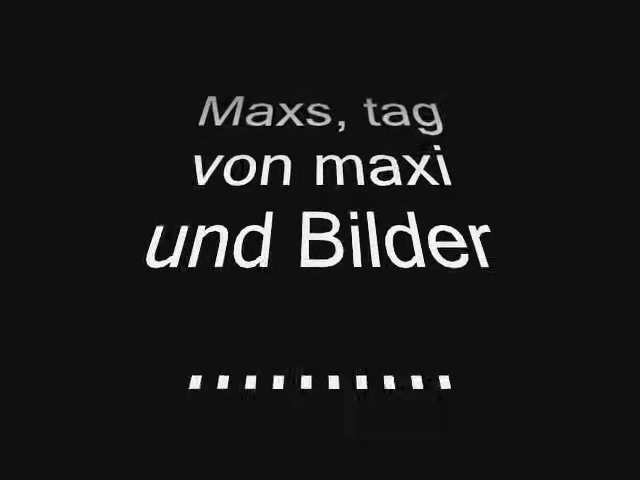 Maxs, tag
von maxi
und Bilder
..........